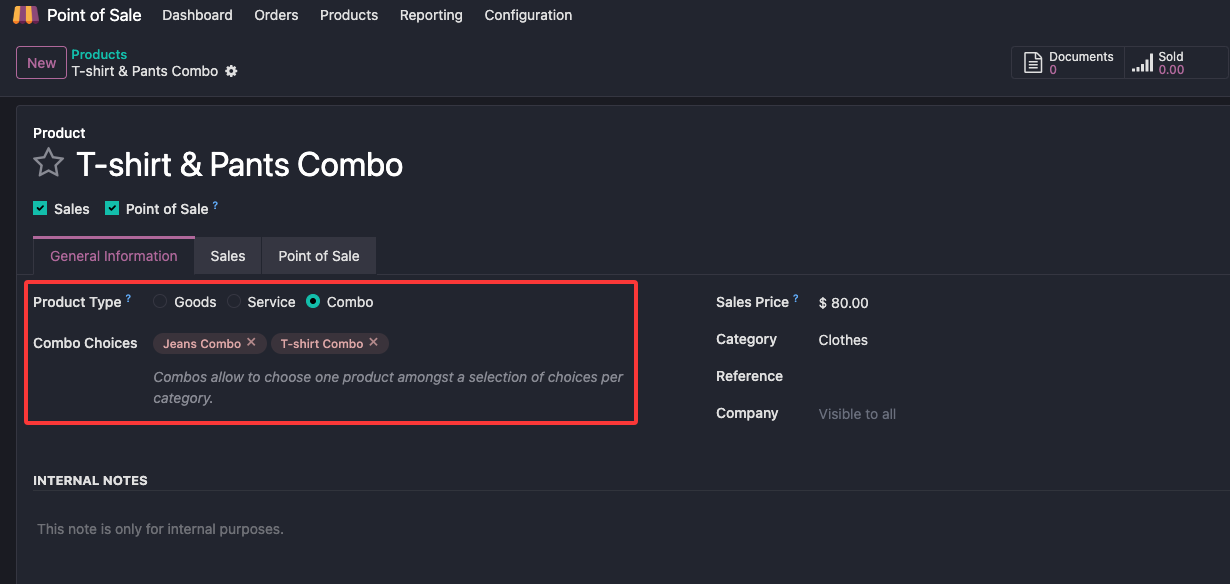 Point of Sale Dashboard Orders Products Reporting Configuration
New
Products
T-shirt & Pants Combo
Documents
0
Sold
0.00
Product
T-shirt & Pants Combo
Sales Point of Sale ?
General Information Sales Point of Sale
Product Type ? Goods Service Combo
Combo Choices Jeans Combo × T-shirt Combo ×
Combos allow to choose one product amongst a selection of choices per
category.
Sales Price ? $ 80.00
Category Clothes
Reference
Company Visible to all
INTERNAL NOTES
This note is only for internal purposes.